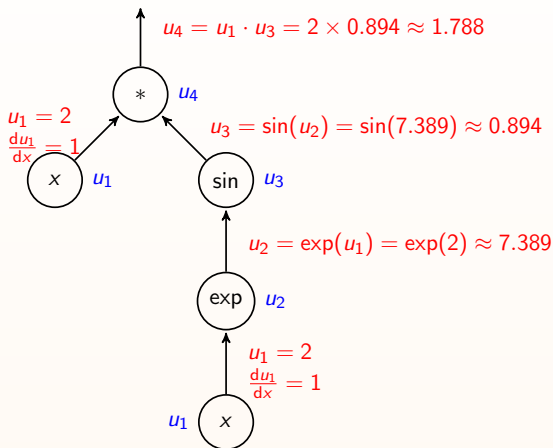 u₄ = u₁ · u₃ = 2 × 0.894 ≈ 1.788
* u₄
u₁ = 2
du₁/dx = 1
u₃ = sin(u₂) = sin(7.389) ≈ 0.894
x u₁ sin u₃
u₂ = exp(u₁) = exp(2) ≈ 7.389
exp u₂
u₁ = 2
du₁/dx = 1
u₁ x